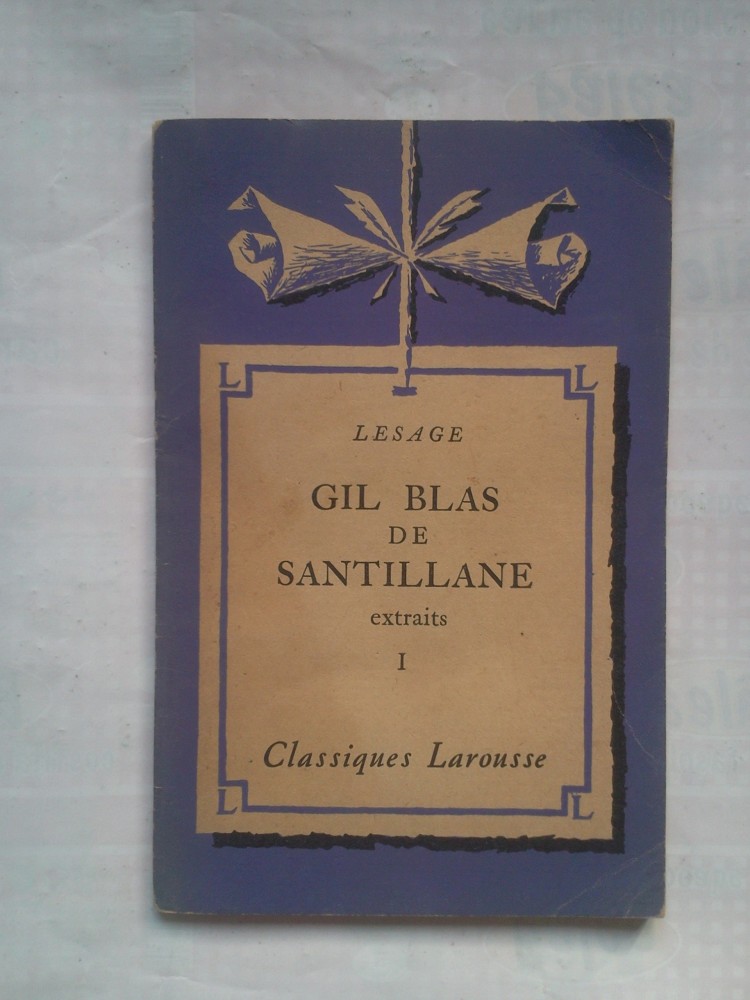 L L
LESAGE
GIL BLAS
DE
SANTILLANE
extraits
I
Classiques Larousse
L L